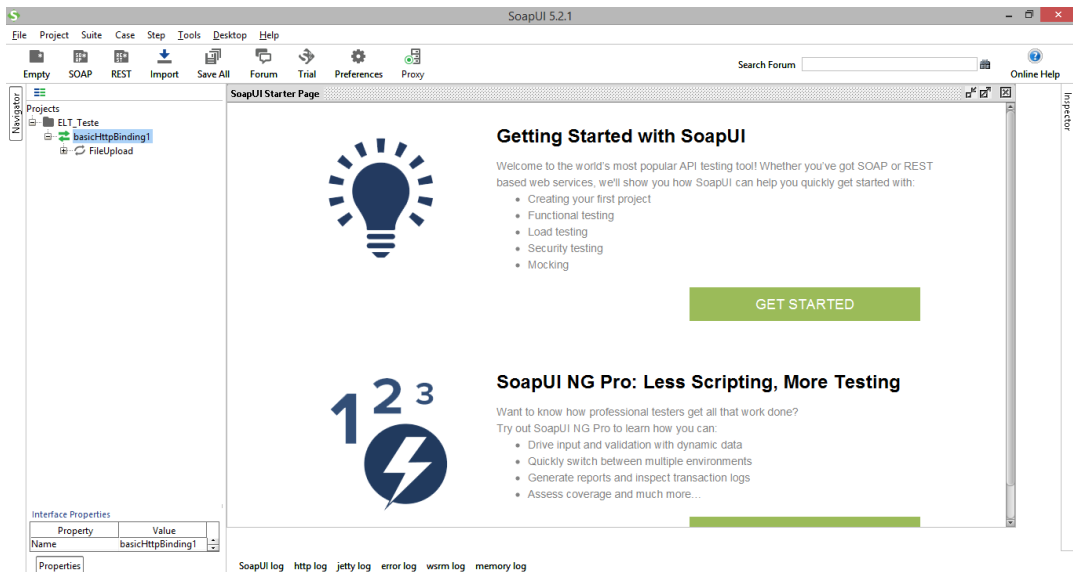 SoapUI 5.2.1
File Project Suite Case Step Tools Desktop Help
Empty SOAP REST Import Save All Forum Trial Preferences Proxy
Search Forum
Online Help
Navigator
Projects
ELT_Teste
basicHttpBinding1
FileUpload
SoapUI Starter Page
Getting Started with SoapUI
Welcome to the world's most popular API testing tool! Whether you've got SOAP or REST
based web services, we'll show you how SoapUI can help you quickly get started with:
Creating your first project
Functional testing
Load testing
Security testing
Mocking
GET STARTED
1 2 3
SoapUI NG Pro: Less Scripting, More Testing
Want to know how professional testers get all that work done?
Try out SoapUI NG Pro to learn how you can:
Drive input and validation with dynamic data
Quickly switch between multiple environments
Generate reports and inspect transaction logs
Assess coverage and much more...
Inspector
Interface Properties
Property Value
Name basicHttpBinding1
Properties
SoapUI log http log jetty log error log wsrm log memory log